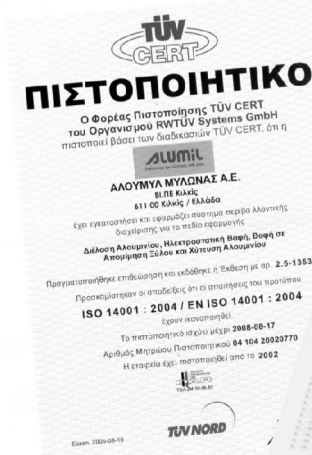 TÜV
CERT
ΠΙΣΤΟΠΟΙΗΤΙΚΟ
Ο Φορέας Πιστοποίησης TÜV CERT
του Οργανισμού RWTÜV Systems GmbH
πιστοποιεί βάσει των διαδικασιών TÜV CERT, ότι η
ALUMIL
ΑΛΟΥΜΥΛ ΜΥΛΩΝΑΣ Α.Ε.
ΒΙ.ΠΕ Κιλκίς
611 00 Κιλκίς / Ελλάδα
έχει εγκαταστήσει και εφαρμόζει σύστημα περιβαλλοντικής
διαχείρισης για το πεδίο εφαρμογής
Διέλαση Αλουμινίου, Ηλεκτροστατική Βαφή, Βαφή σε
Απομίμηση Ξύλου και Χύτευση Αλουμινίου
Πραγματοποιήθηκε επιθεώρηση και εκδόθηκε η Έκθεση με αρ. 2.5-1353
Προσκομίστηκαν οι αποδείξεις ότι οι απαιτήσεις του προτύπου
ISO 14001 : 2004 / EN ISO 14001 : 2004
έχουν ικανοποιηθεί.
Το πιστοποιητικό ισχύει μέχρι 2008-08-17
Αριθμός Μητρώου Πιστοποιητικού 04 104 20020770
Η εταιρεία έχει πιστοποιηθεί από το 2002
Essen, 2005-08-18
TÜV NORD